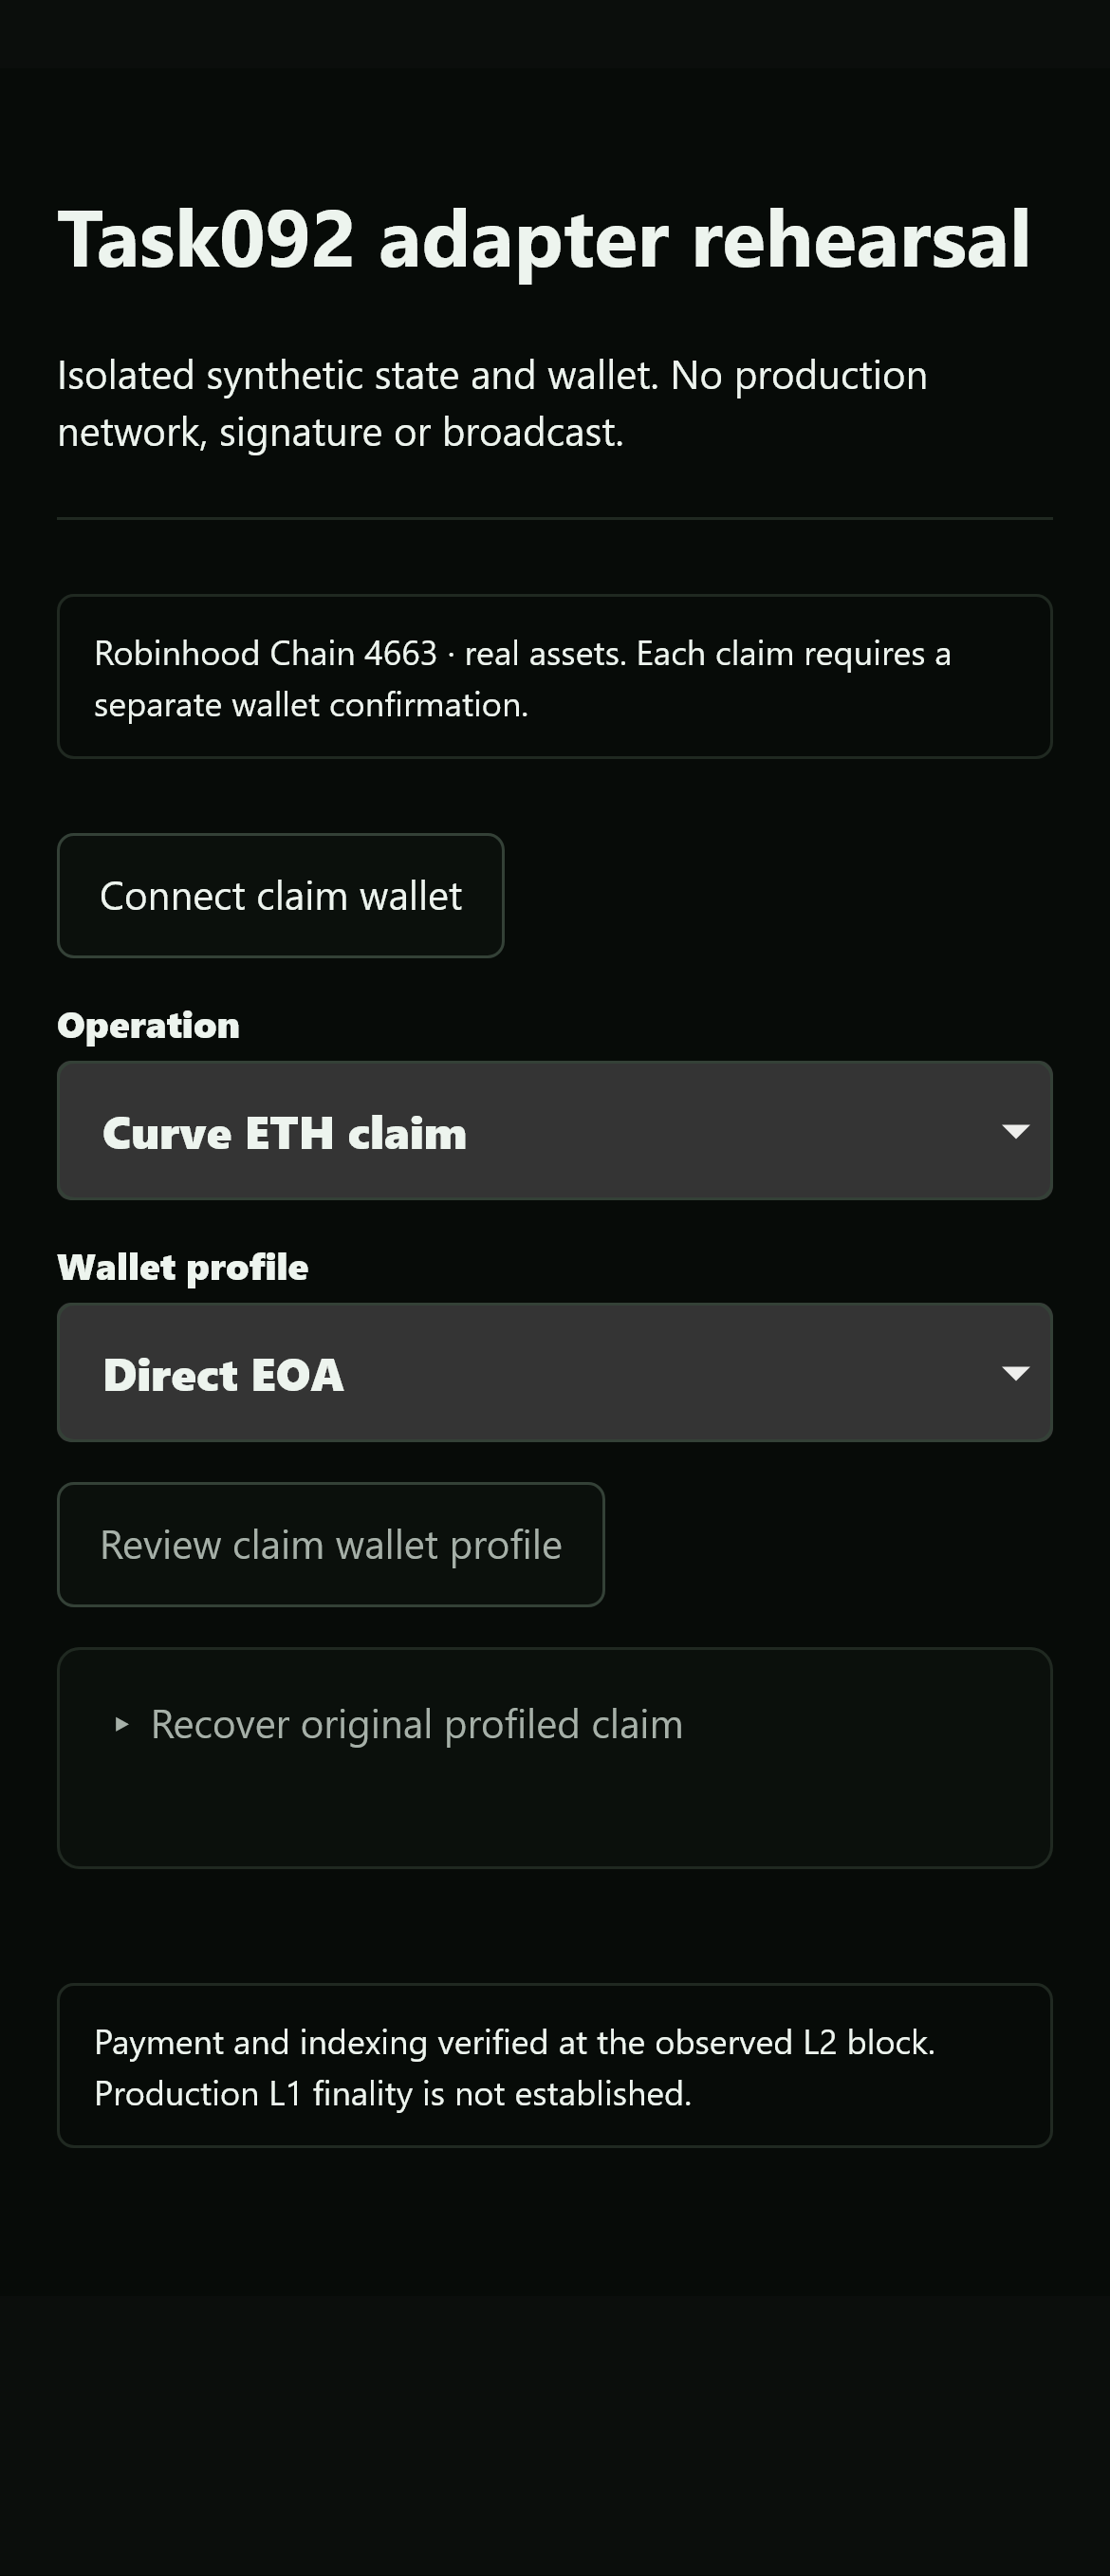 Task092 adapter rehearsal
Isolated synthetic state and wallet. No production
network, signature or broadcast.
Robinhood Chain 4663 · real assets. Each claim requires a
separate wallet confirmation.
Connect claim wallet
Operation
Curve ETH claim
Wallet profile
Direct EOA
Review claim wallet profile
Recover original profiled claim
Payment and indexing verified at the observed L2 block.
Production L1 finality is not established.